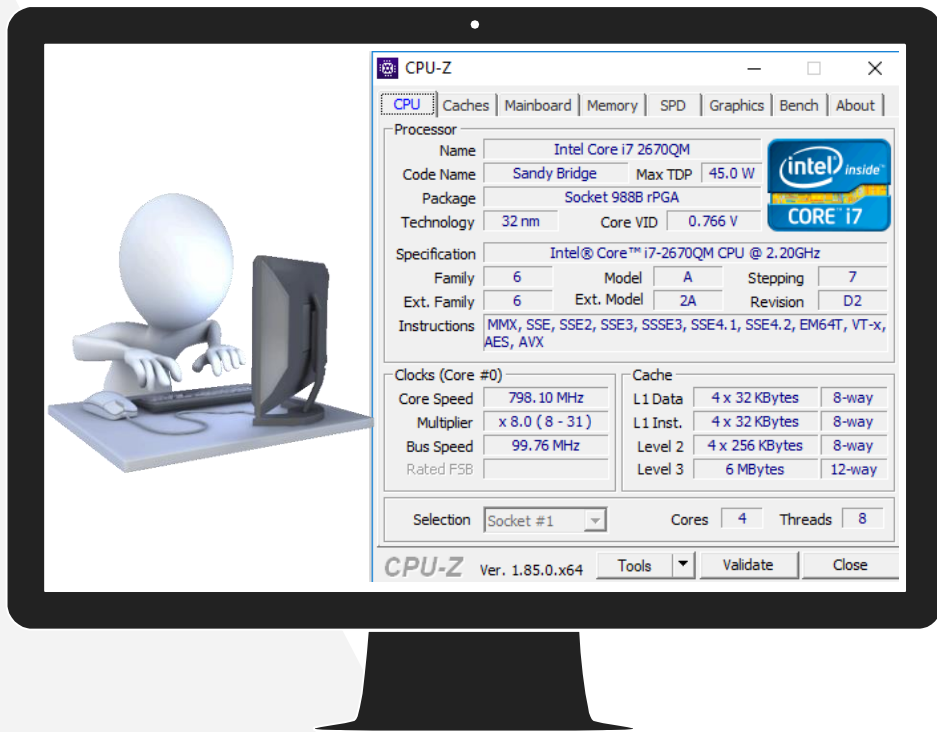 CPU-Z
CPU Caches Mainboard Memory SPD Graphics Bench About
Processor
Name Intel Core i7 2670QM
Code Name Sandy Bridge Max TDP 45.0 W
Package Socket 988B rPGA
Technology 32 nm Core VID 0.766 V
intel inside™
CORE™ i7
Specification Intel® Core™ i7-2670QM CPU @ 2.20GHz
Family 6 Model A Stepping 7
Ext. Family 6 Ext. Model 2A Revision D2
Instructions MMX, SSE, SSE2, SSE3, SSSE3, SSE4.1, SSE4.2, EM64T, VT-x,
AES, AVX
Clocks (Core #0)
Core Speed 798.10 MHz
Multiplier x 8.0 ( 8 - 31 )
Bus Speed 99.76 MHz
Rated FSB
Cache
L1 Data 4 x 32 KBytes 8-way
L1 Inst. 4 x 32 KBytes 8-way
Level 2 4 x 256 KBytes 8-way
Level 3 6 MBytes 12-way
Selection Socket #1 Cores 4 Threads 8
CPU-Z Ver. 1.85.0.x64 Tools Validate Close